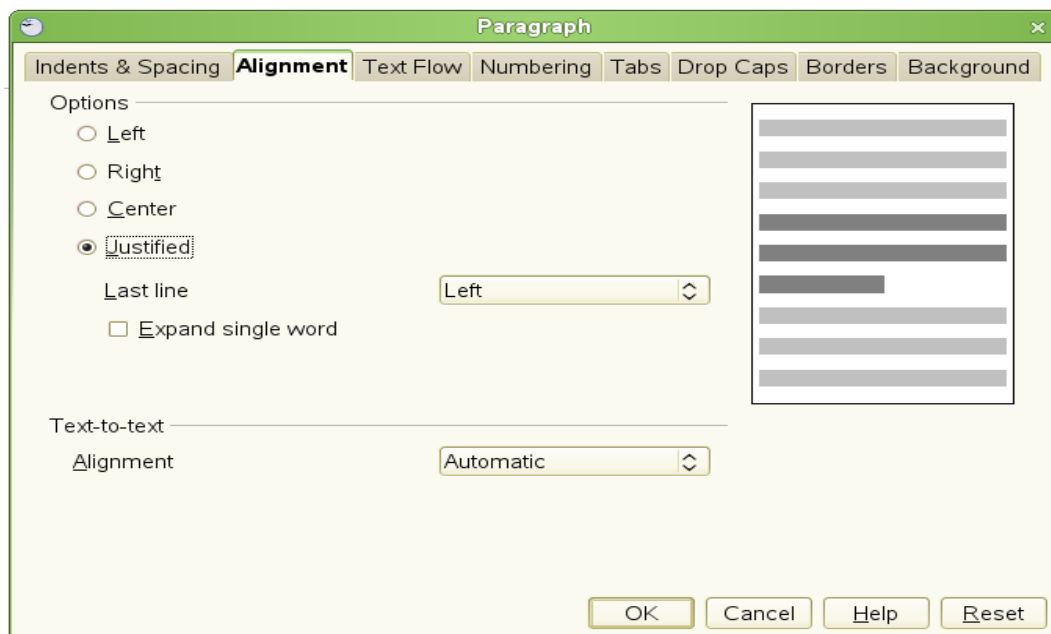 Paragraph
Indents & Spacing Alignment Text Flow Numbering Tabs Drop Caps Borders Background
Options
Left
Right
Center
Justified
Last line Left
Expand single word
Text-to-text
Alignment Automatic
OK Cancel Help Reset